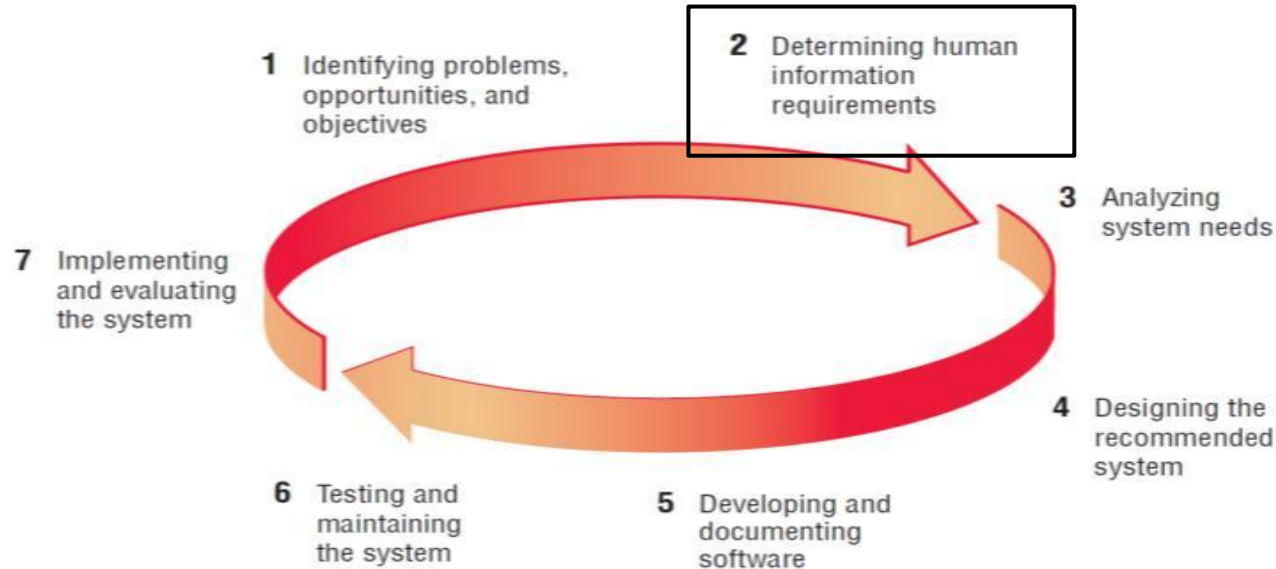 1 Identifying problems,
opportunities, and
objectives
2 Determining human
information
requirements
3 Analyzing
system needs
4 Designing the
recommended
system
5 Developing and
documenting
software
6 Testing and
maintaining
the system
7 Implementing
and evaluating
the system